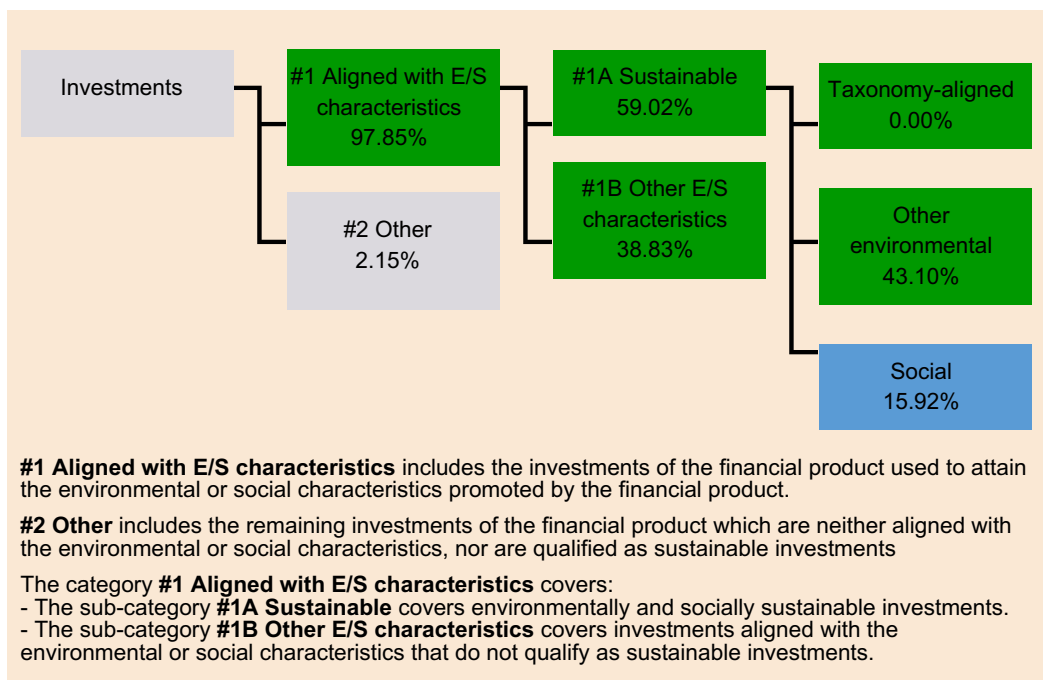 Investments
#1 Aligned with E/S
characteristics
97.85%
#2 Other
2.15%
#1A Sustainable
59.02%
#1B Other E/S
characteristics
38.83%
Taxonomy-aligned
0.00%
Other
environmental
43.10%
Social
15.92%
#1 Aligned with E/S characteristics includes the investments of the financial product used to attain
the environmental or social characteristics promoted by the financial product.
#2 Other includes the remaining investments of the financial product which are neither aligned with
the environmental or social characteristics, nor are qualified as sustainable investments
The category #1 Aligned with E/S characteristics covers:
- The sub-category #1A Sustainable covers environmentally and socially sustainable investments.
- The sub-category #1B Other E/S characteristics covers investments aligned with the
environmental or social characteristics that do not qualify as sustainable investments.